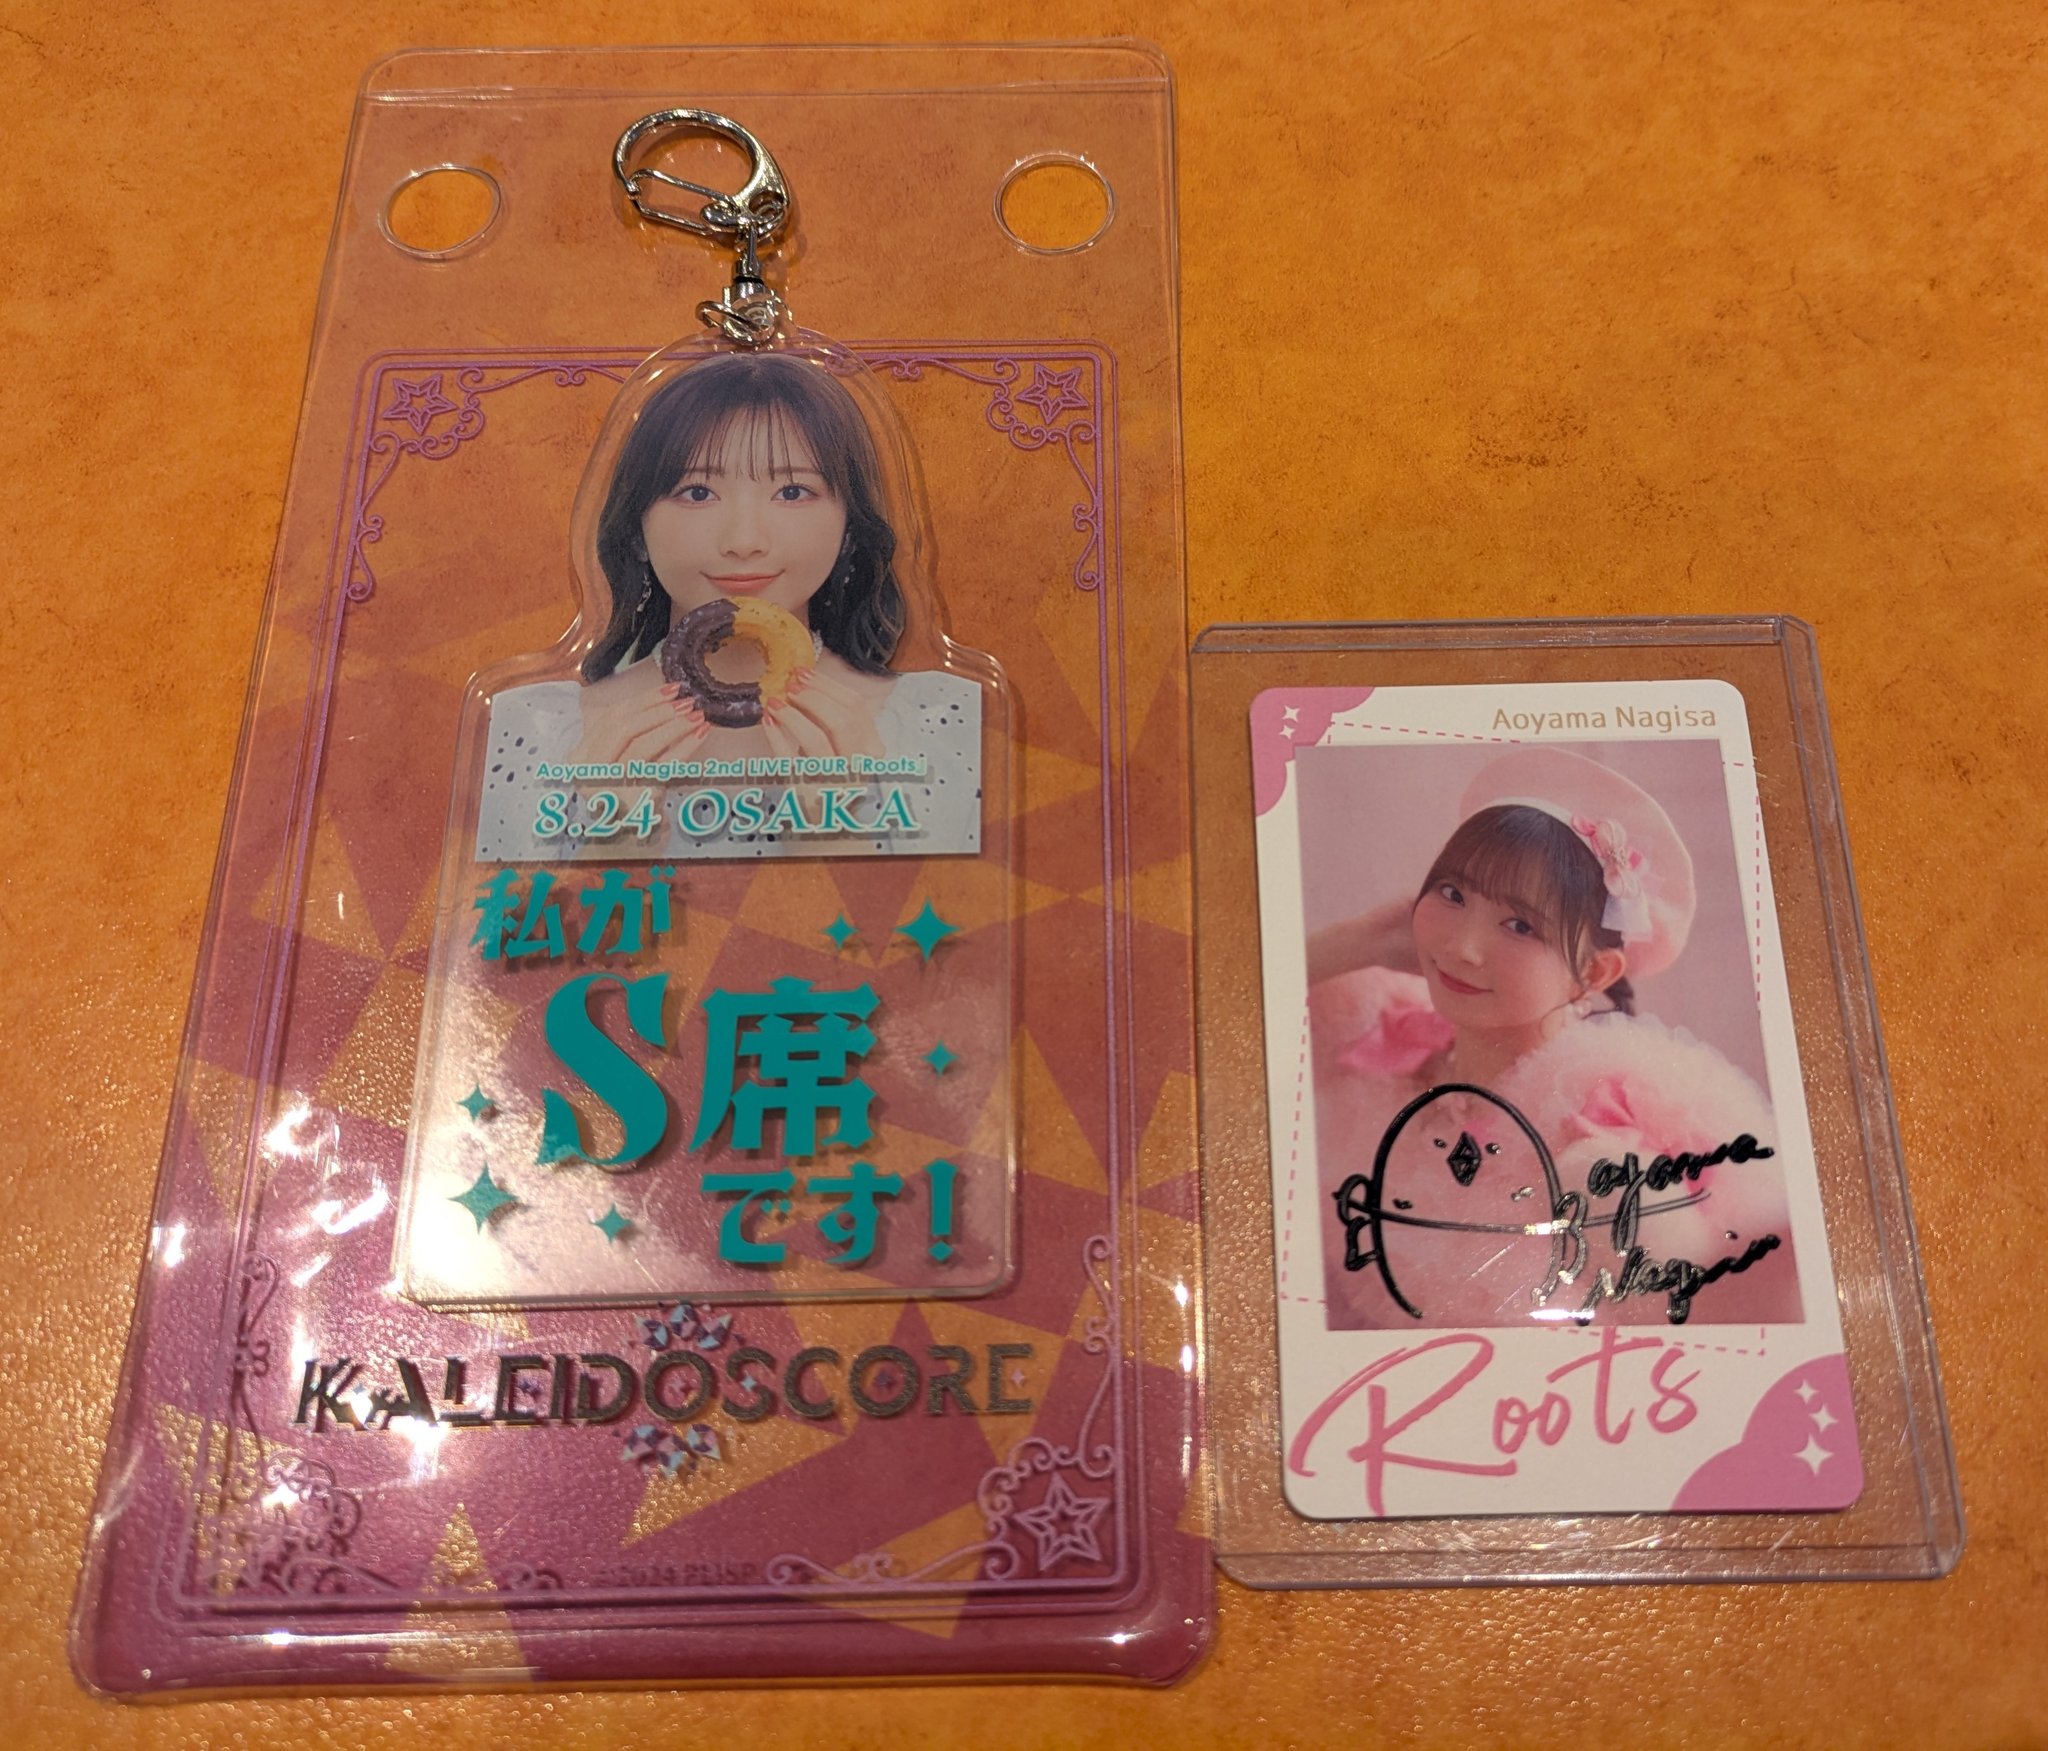 Aoyama Nagisa 2nd LIVE TOUR『Roots』
8.24 OSAKA
私が
S席
です!
KALEIDOSCORE
Aoyama Nagisa
Aoyama
Nagisa
Roots